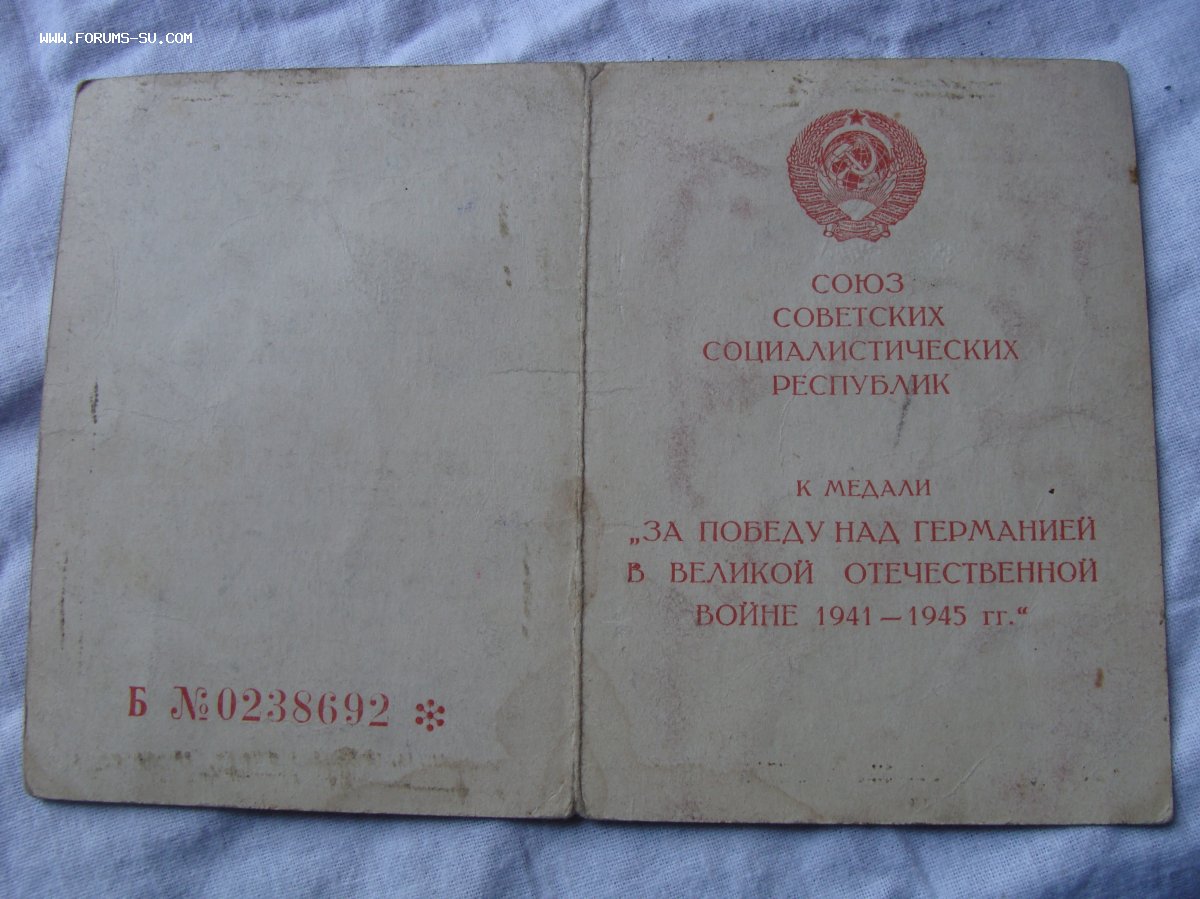 WWW.FORUMS-SU.COM
СОЮЗ
СОВЕТСКИХ
СОЦИАЛИСТИЧЕСКИХ
РЕСПУБЛИК
К МЕДАЛИ
„ЗА ПОБЕДУ НАД ГЕРМАНИЕЙ
В ВЕЛИКОЙ ОТЕЧЕСТВЕННОЙ
ВОЙНЕ 1941 — 1945 гг.“
Б №0238692